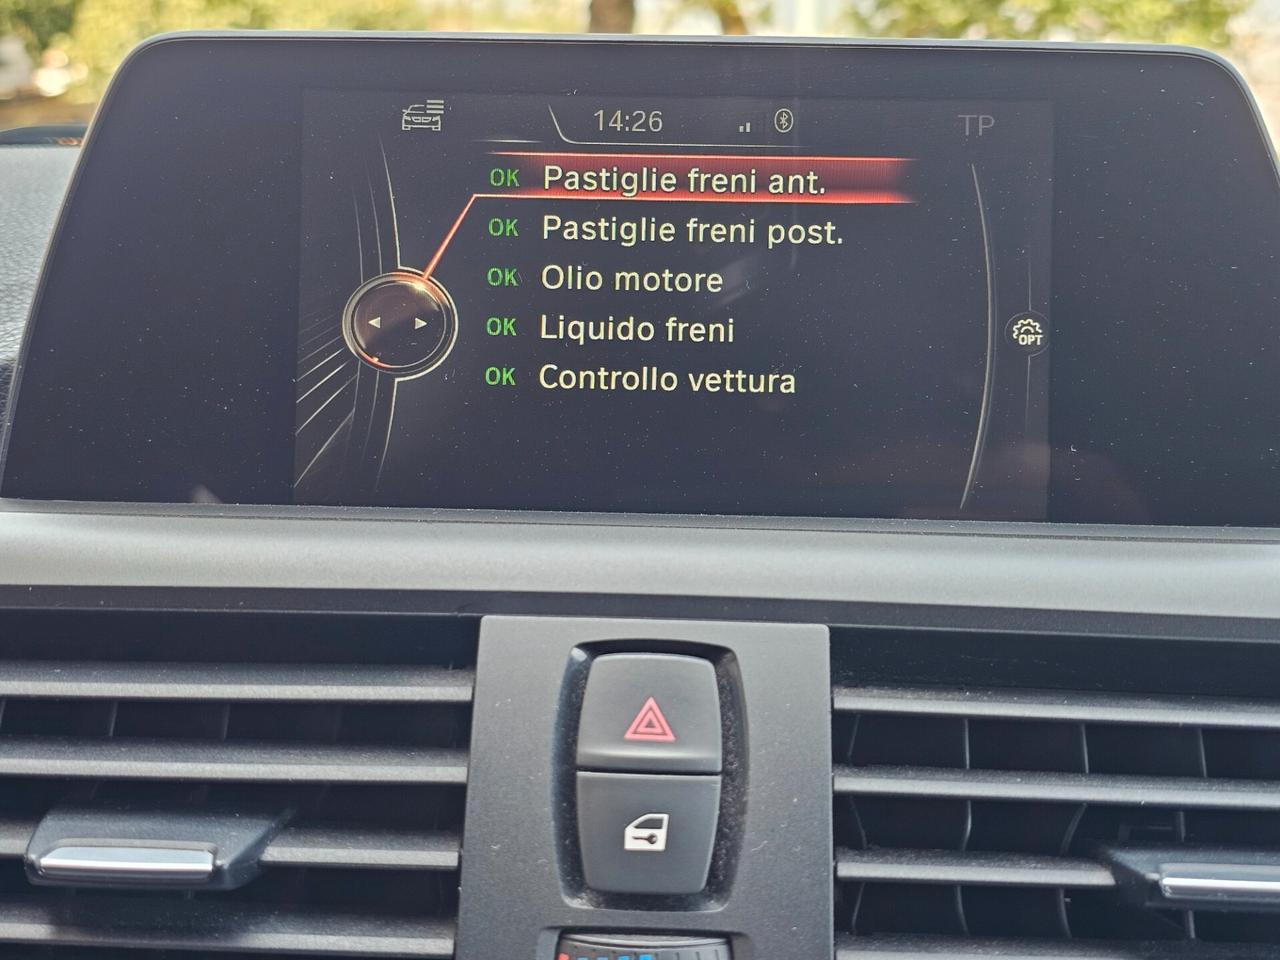 14:26
TP
OK Pastiglie freni ant.
OK Pastiglie freni post.
OK Olio motore
OK Liquido freni
OK Controllo vettura
OPT